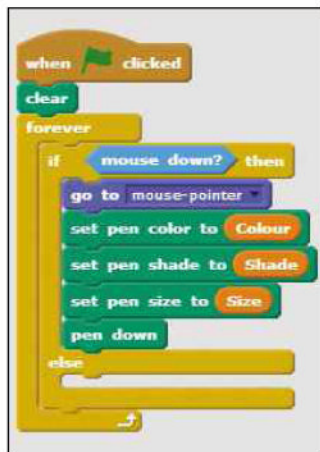 when clicked
clear
forever
if mouse down? then
go to mouse-pointer
set pen color to Colour
set pen shade to Shade
set pen size to Size
pen down
else